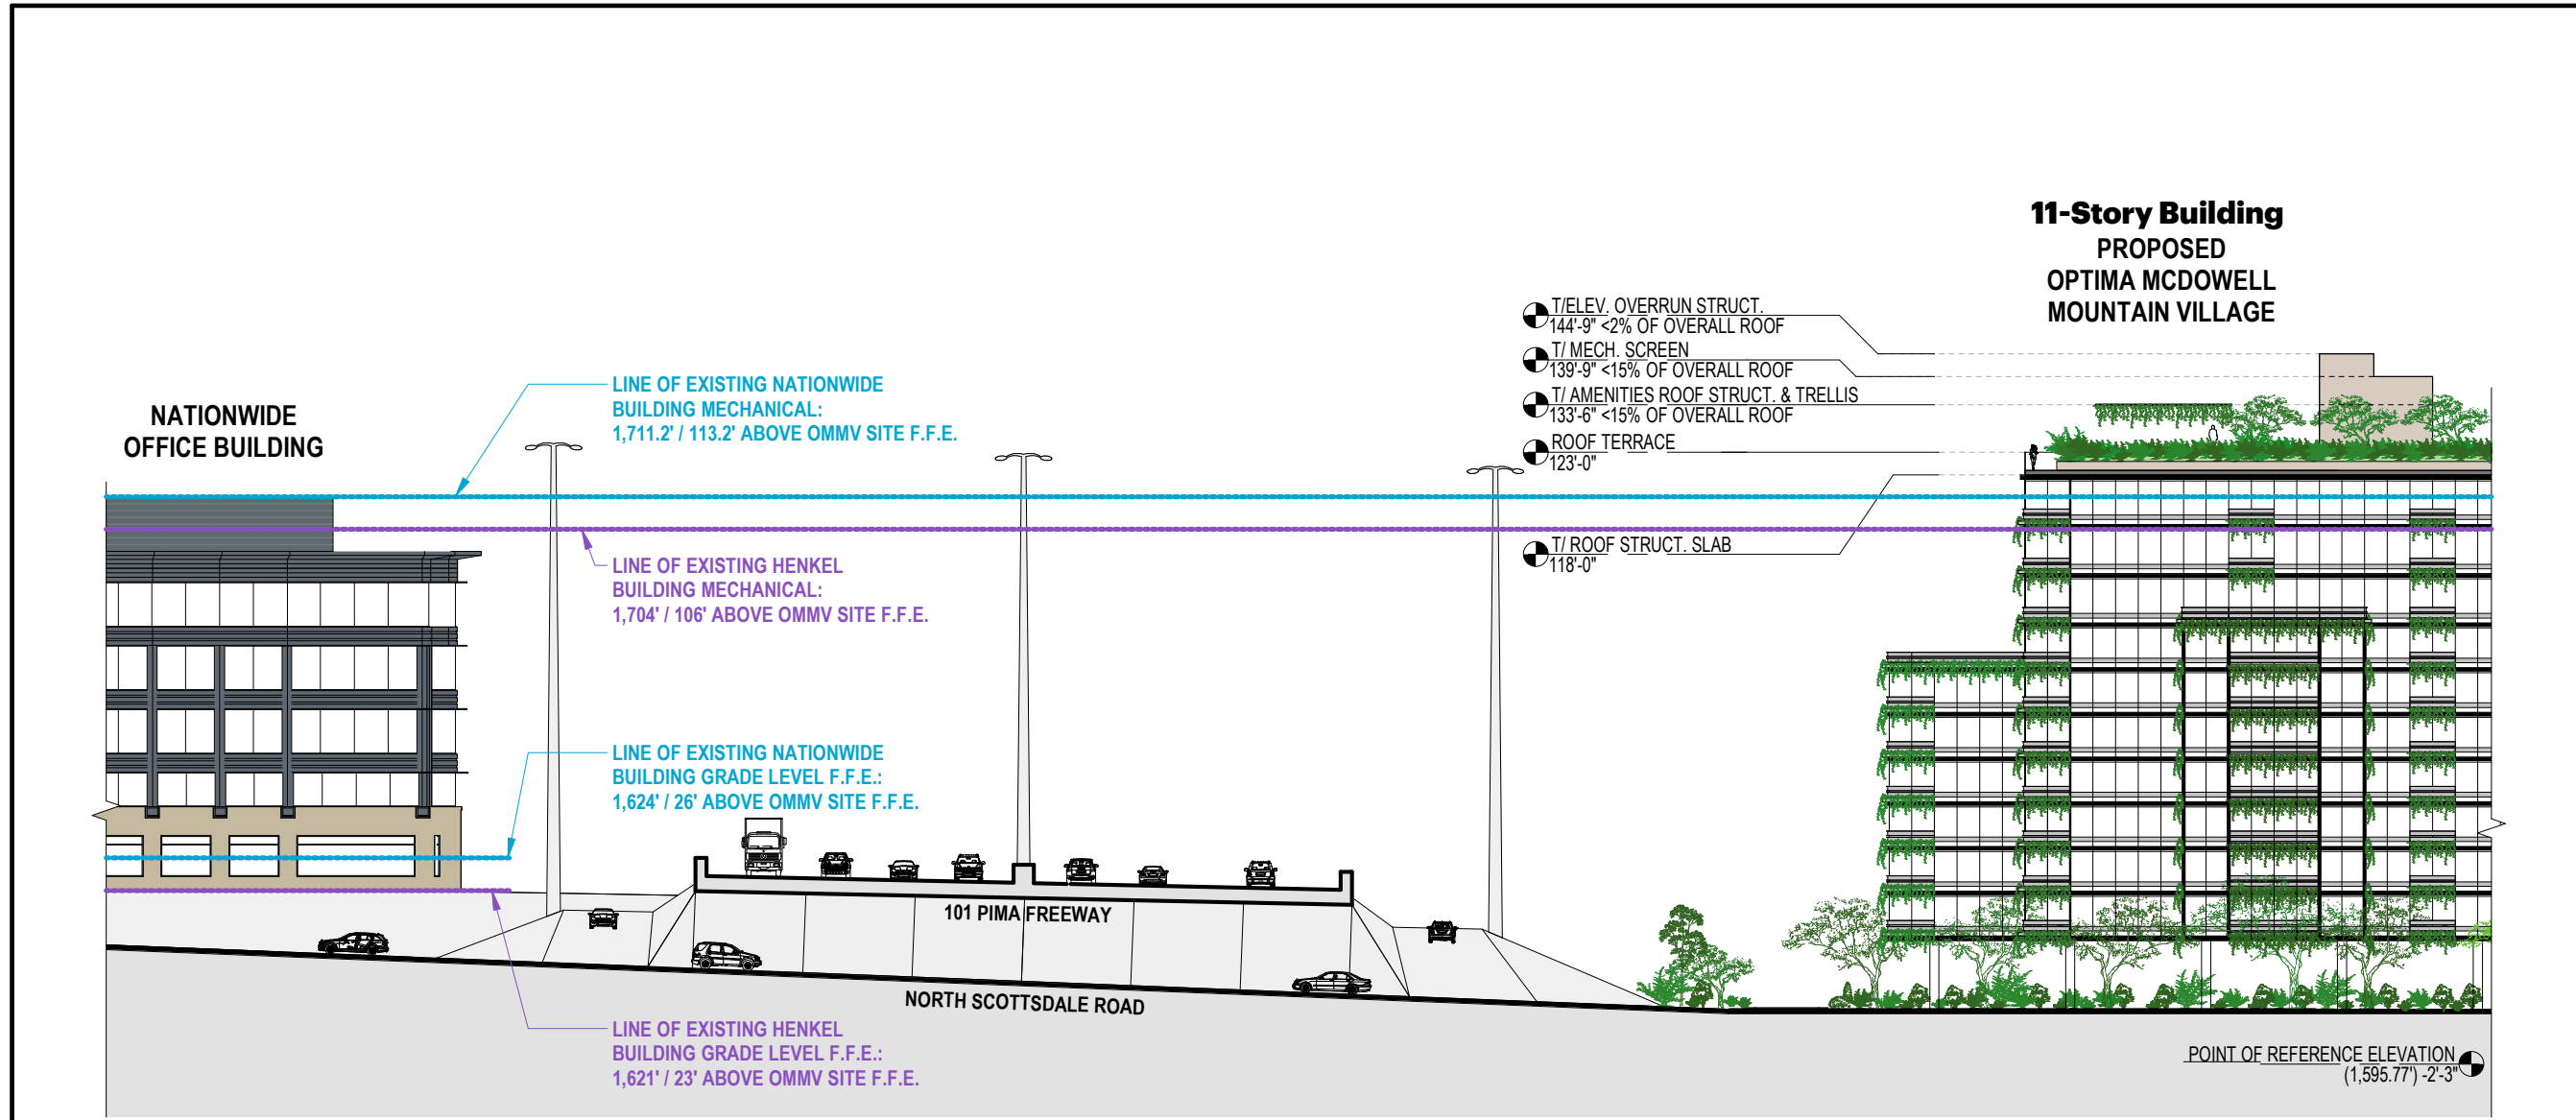 11-Story Building
PROPOSED
OPTIMA MCDOWELL
MOUNTAIN VILLAGE
T/ELEV. OVERRUN STRUCT.
144'-9" <2% OF OVERALL ROOF
T/ MECH. SCREEN
139'-9" <15% OF OVERALL ROOF
T/ AMENITIES ROOF STRUCT. & TRELLIS
133'-6" <15% OF OVERALL ROOF
ROOF TERRACE
123'-0"
T/ ROOF STRUCT. SLAB
118'-0"
NATIONWIDE
OFFICE BUILDING
LINE OF EXISTING NATIONWIDE
BUILDING MECHANICAL:
1,711.2' / 113.2' ABOVE OMMV SITE F.F.E.
LINE OF EXISTING HENKEL
BUILDING MECHANICAL:
1,704' / 106' ABOVE OMMV SITE F.F.E.
LINE OF EXISTING NATIONWIDE
BUILDING GRADE LEVEL F.F.E.:
1,624' / 26' ABOVE OMMV SITE F.F.E.
101 PIMA FREEWAY
NORTH SCOTTSDALE ROAD
LINE OF EXISTING HENKEL
BUILDING GRADE LEVEL F.F.E.:
1,621' / 23' ABOVE OMMV SITE F.F.E.
POINT OF REFERENCE ELEVATION
(1,595.77') -2'-3"